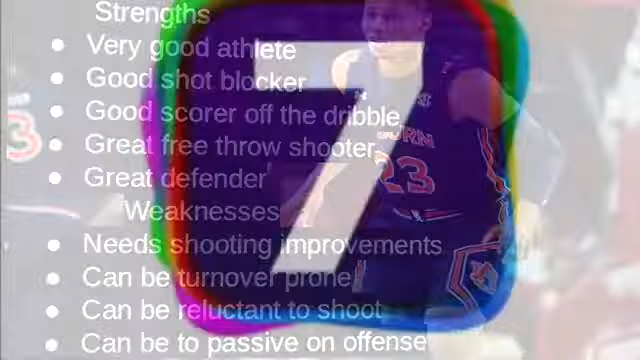 Strengths
Very good athlete
Good shot blocker
Good scorer off the dribble
Great free throw shooter
Great defender
Weaknesses
Needs shooting improvements
Can be turnover prone
Can be reluctant to shoot
Can be to passive on offense
7
23
3